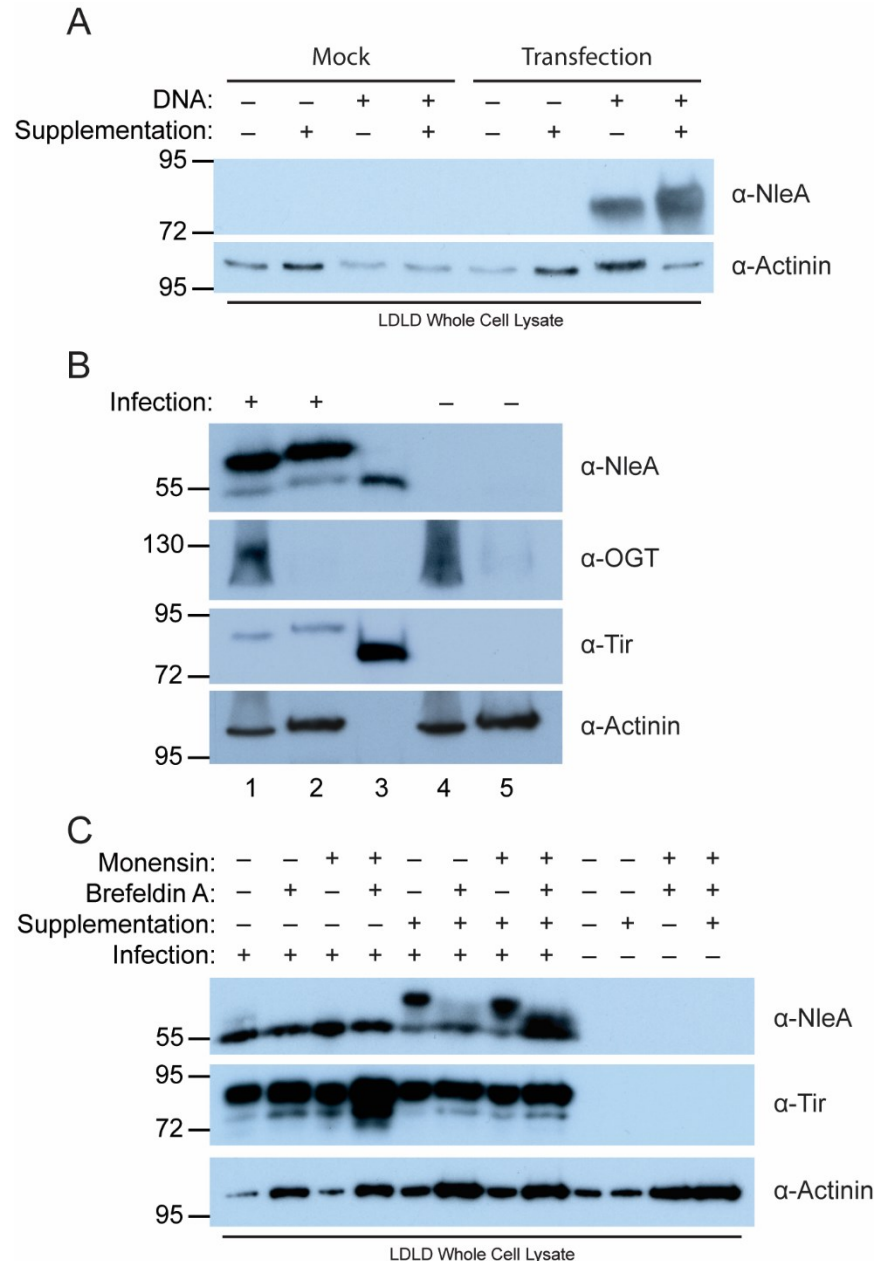 A
Mock Transfection
DNA: – – + + – – + +
Supplementation: – + – + – + – +
95
α-NleA
72
α-Actinin
95
LDLD Whole Cell Lysate
B
Infection: + + – –
α-NleA
55
130
α-OGT
95
α-Tir
72
α-Actinin
95
1 2 3 4 5
C
Monensin: – – + + – – + + – – + +
Brefeldin A: – + – + – + – + – – + +
Supplementation: – – – – + + + + – + – +
Infection: + + + + + + + + – – – –
α-NleA
55
95
α-Tir
72
α-Actinin
95
LDLD Whole Cell Lysate